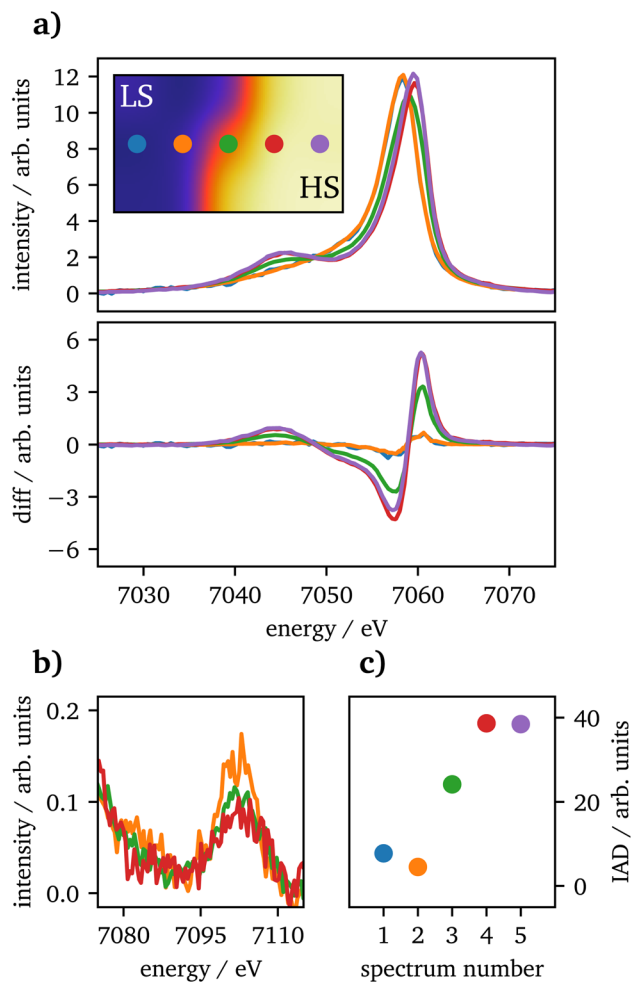 a)
intensity / arb. units
12
10
8
6
4
2
0
LS
HS
diff / arb. units
6
3
0
−3
−6
7030 7040 7050 7060 7070
energy / eV
b)
intensity / arb. units
0.2
0.1
0.0
7080 7095 7110
energy / eV
c)
40
20
0
IAD / arb. units
1 2 3 4 5
spectrum number